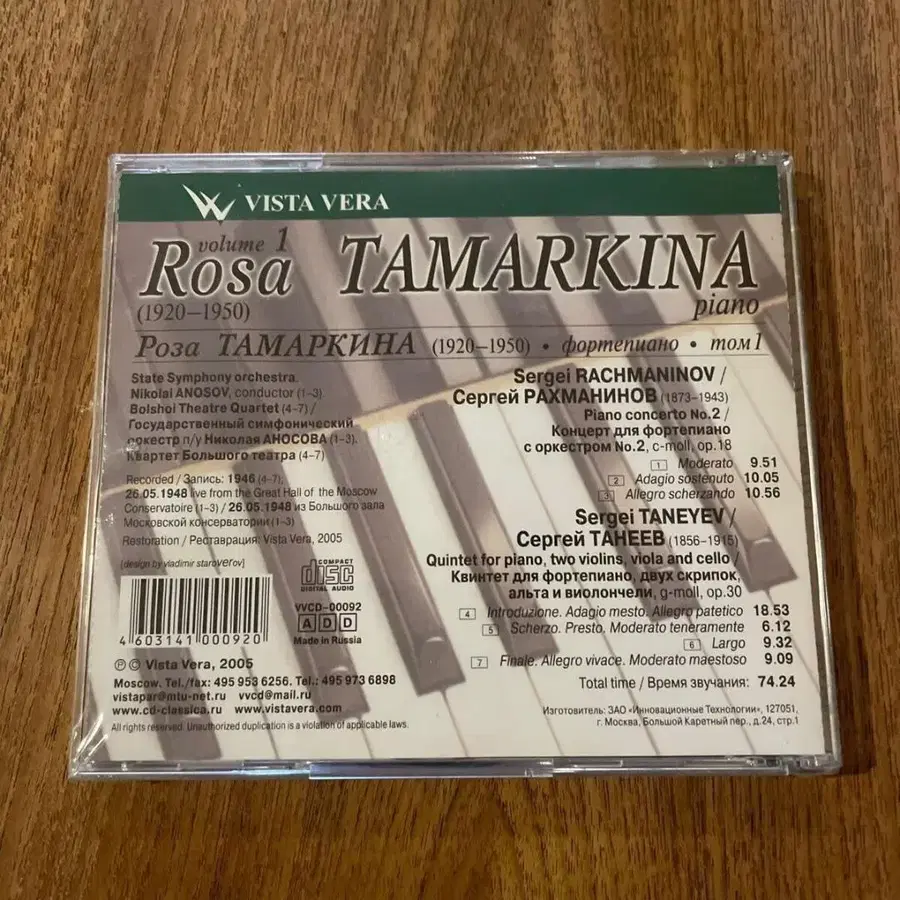 VISTA VERA
volume 1
Rosa TAMARKINA
(1920–1950)
piano
Роза ТАМАРКИНА (1920–1950) • фортепиано • том 1
State Symphony orchestra.
Nikolai ANOSOV, conductor (1–3)
Bolshoi Theatre Quartet (4–7) /
Государственный симфонический
оркестр п/у Николая АНОСОВА (1–3).
Квартет Большого театра (4–7)
Recorded / Запись: 1946 (4–7);
26.05.1948 live from the Great Hall of the Moscow
Conservatoire (1–3) / 26.05.1948 из Большого зала
Московской консерватории (1–3)
Restoration / Реставрация: Vista Vera, 2005
[design by vladimir staroverov]
COMPACT
disc
DIGITAL AUDIO
VVCD–00092
A D D
Made in Russia
4 603141 000920
℗ © Vista Vera, 2005
Moscow. Tel./fax: 495 953 6256. Tel.: 495 973 6898
vistapar@mtu-net.ru vvcd@mail.ru
www.cd-classica.ru www.vistavera.com
All rights reserved. Unauthorized duplication is a violation of applicable laws.
Sergei RACHMANINOV /
Сергей РАХМАНИНОВ (1873–1943)
Piano concerto No.2 /
Концерт для фортепиано
с оркестром No.2, c-moll, op.18
1 Moderato 9.51
2 Adagio sostenuto 10.05
3 Allegro scherzando 10.56
Sergei TANEYEV /
Сергей ТАНЕЕВ (1856–1915)
Quintet for piano, two violins, viola and cello /
Квинтет для фортепиано, двух скрипок,
альта и виолончели, g-moll, op.30
4 Introduzione. Adagio mesto. Allegro patetico 18.53
5 Scherzo. Presto. Moderato teneramente 6.12
6 Largo 9.32
7 Finale. Allegro vivace. Moderato maestoso 9.09
Total time / Время звучания: 74.24
Изготовитель: ЗАО «Инновационные Технологии», 127051,
г. Москва, Большой Каретный пер., д.24, стр.1